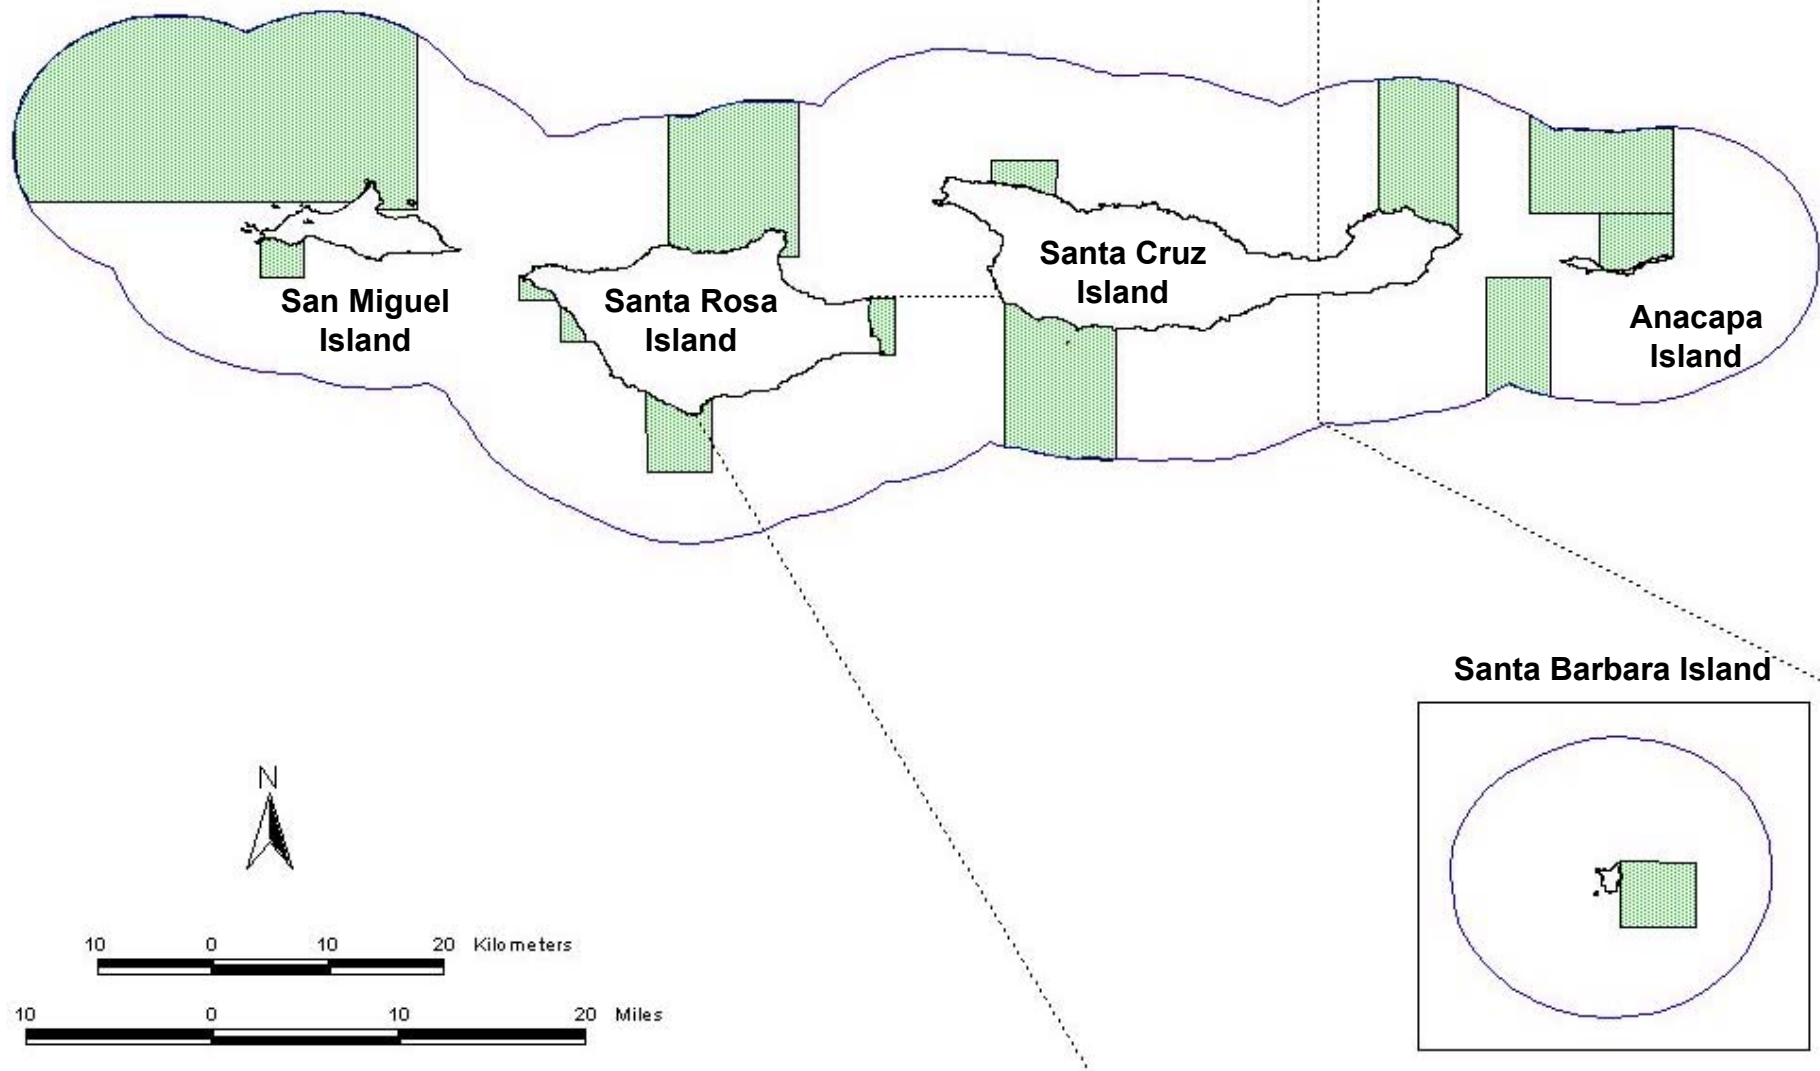 San Miguel
Island
Santa Rosa
Island
Santa Cruz
Island
Anacapa
Island
Santa Barbara Island
N
10 0 10 20 Kilometers
10 0 10 20 Miles